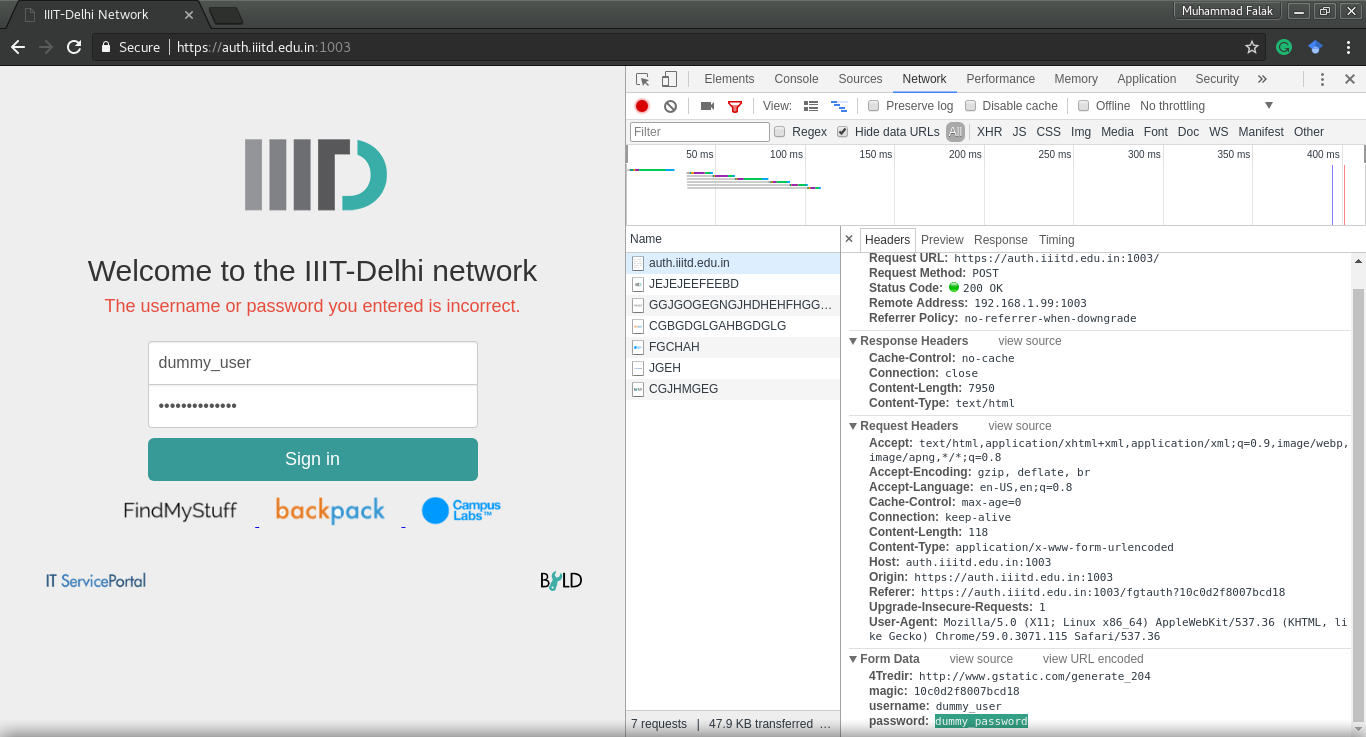 IIIT-Delhi Network
Muhammad Falak
Secure | https://auth.iiitd.edu.in:1003
IIITD
Welcome to the IIIT-Delhi network
The username or password you entered is incorrect.
dummy_user
••••••••••••••
Sign in
FindMyStuff - backpack - Campus Labs™
IT ServicePortal
BYLD
Elements Console Sources Network Performance Memory Application Security »
View: Preserve log Disable cache Offline No throttling
Filter Regex Hide data URLs All XHR JS CSS Img Media Font Doc WS Manifest Other
50 ms 100 ms 150 ms 200 ms 250 ms 300 ms 350 ms 400 ms
Name
auth.iiitd.edu.in
JEJEJEEFEEBD
GGJGOGEGNGJHDHEHFHGG…
CGBGDGLGAHBGDGLG
FGCHAH
JGEH
CGJHMGEG
7 requests | 47.9 KB transferred …
Headers Preview Response Timing
Request URL: https://auth.iiitd.edu.in:1003/
Request Method: POST
Status Code: 200 OK
Remote Address: 192.168.1.99:1003
Referrer Policy: no-referrer-when-downgrade
Response Headers view source
Cache-Control: no-cache
Connection: close
Content-Length: 7950
Content-Type: text/html
Request Headers view source
Accept: text/html,application/xhtml+xml,application/xml;q=0.9,image/webp,
image/apng,*/*;q=0.8
Accept-Encoding: gzip, deflate, br
Accept-Language: en-US,en;q=0.8
Cache-Control: max-age=0
Connection: keep-alive
Content-Length: 118
Content-Type: application/x-www-form-urlencoded
Host: auth.iiitd.edu.in:1003
Origin: https://auth.iiitd.edu.in:1003
Referer: https://auth.iiitd.edu.in:1003/fgtauth?10c0d2f8007bcd18
Upgrade-Insecure-Requests: 1
User-Agent: Mozilla/5.0 (X11; Linux x86_64) AppleWebKit/537.36 (KHTML, li
ke Gecko) Chrome/59.0.3071.115 Safari/537.36
Form Data view source view URL encoded
4Tredir: http://www.gstatic.com/generate_204
magic: 10c0d2f8007bcd18
username: dummy_user
password: dummy_password